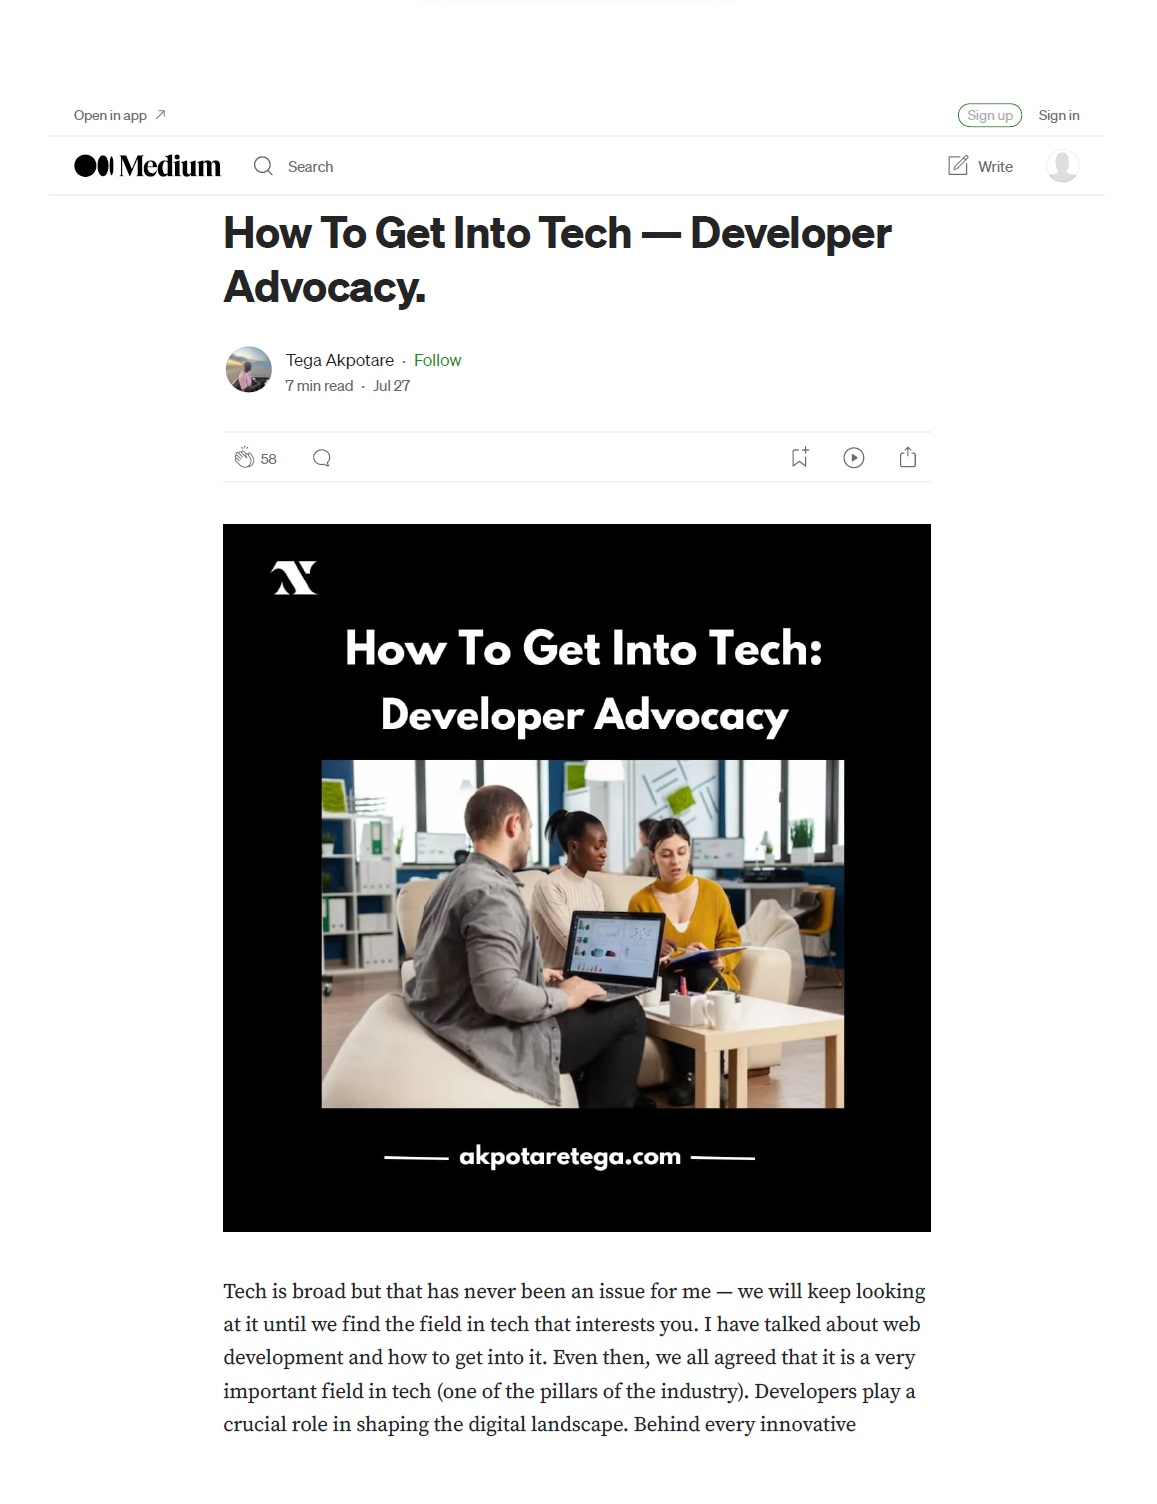 Open in app
Sign up
Sign in
Medium
Search
Write
How To Get Into Tech — Developer
Advocacy.
Tega Akpotare · Follow
7 min read · Jul 27
58
How To Get Into Tech:
Developer Advocacy
akpotaretega.com
Tech is broad but that has never been an issue for me — we will keep looking
at it until we find the field in tech that interests you. I have talked about web
development and how to get into it. Even then, we all agreed that it is a very
important field in tech (one of the pillars of the industry). Developers play a
crucial role in shaping the digital landscape. Behind every innovative